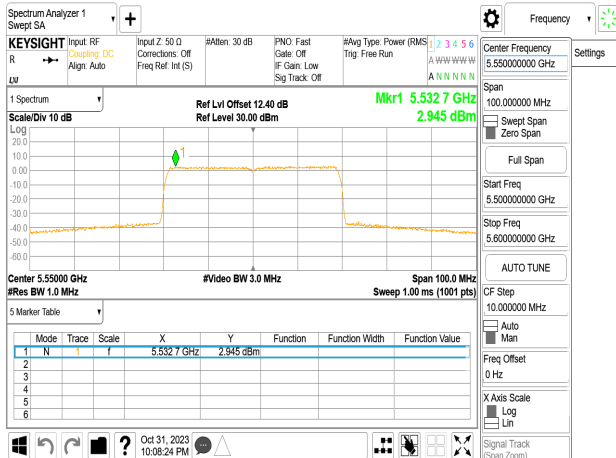 Spectrum Analyzer 1
Swept SA
Frequency
KEYSIGHT
R
Input: RF
Coupling: DC
Align: Auto
Input Z: 50 Ω
Corrections: Off
Freq Ref: Int (S)
#Atten: 30 dB
PNO: Fast
Gate: Off
IF Gain: Low
Sig Track: Off
#Avg Type: Power (RMS
Trig: Free Run
1 2 3 4 5 6
A W W W W W
A N N N N N
LXI
1 Spectrum
Scale/Div 10 dB
Ref Lvl Offset 12.40 dB
Ref Level 30.00 dBm
Mkr1 5.532 7 GHz
2.945 dBm
Log
20.0
10.0
0.00
-10.0
-20.0
-30.0
-40.0
-50.0
-60.0
1
Center 5.55000 GHz
#Res BW 1.0 MHz
#Video BW 3.0 MHz
Span 100.0 MHz
Sweep 1.00 ms (1001 pts)
5 Marker Table
Mode Trace Scale X Y Function Function Width Function Value
1 N 1 f 5.532 7 GHz 2.945 dBm
2
3
4
5
6
Oct 31, 2023
10:08:24 PM
Center Frequency
5.550000000 GHz
Settings
Span
100.000000 MHz
Swept Span
Zero Span
Full Span
Start Freq
5.500000000 GHz
Stop Freq
5.600000000 GHz
AUTO TUNE
CF Step
10.000000 MHz
Auto
Man
Freq Offset
0 Hz
X Axis Scale
Log
Lin
Signal Track
(Span Zoom)